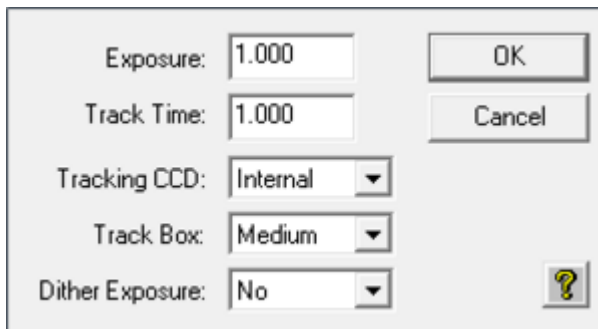 Exposure: 1.000 OK
Track Time: 1.000 Cancel
Tracking CCD: Internal
Track Box: Medium
Dither Exposure: No ?